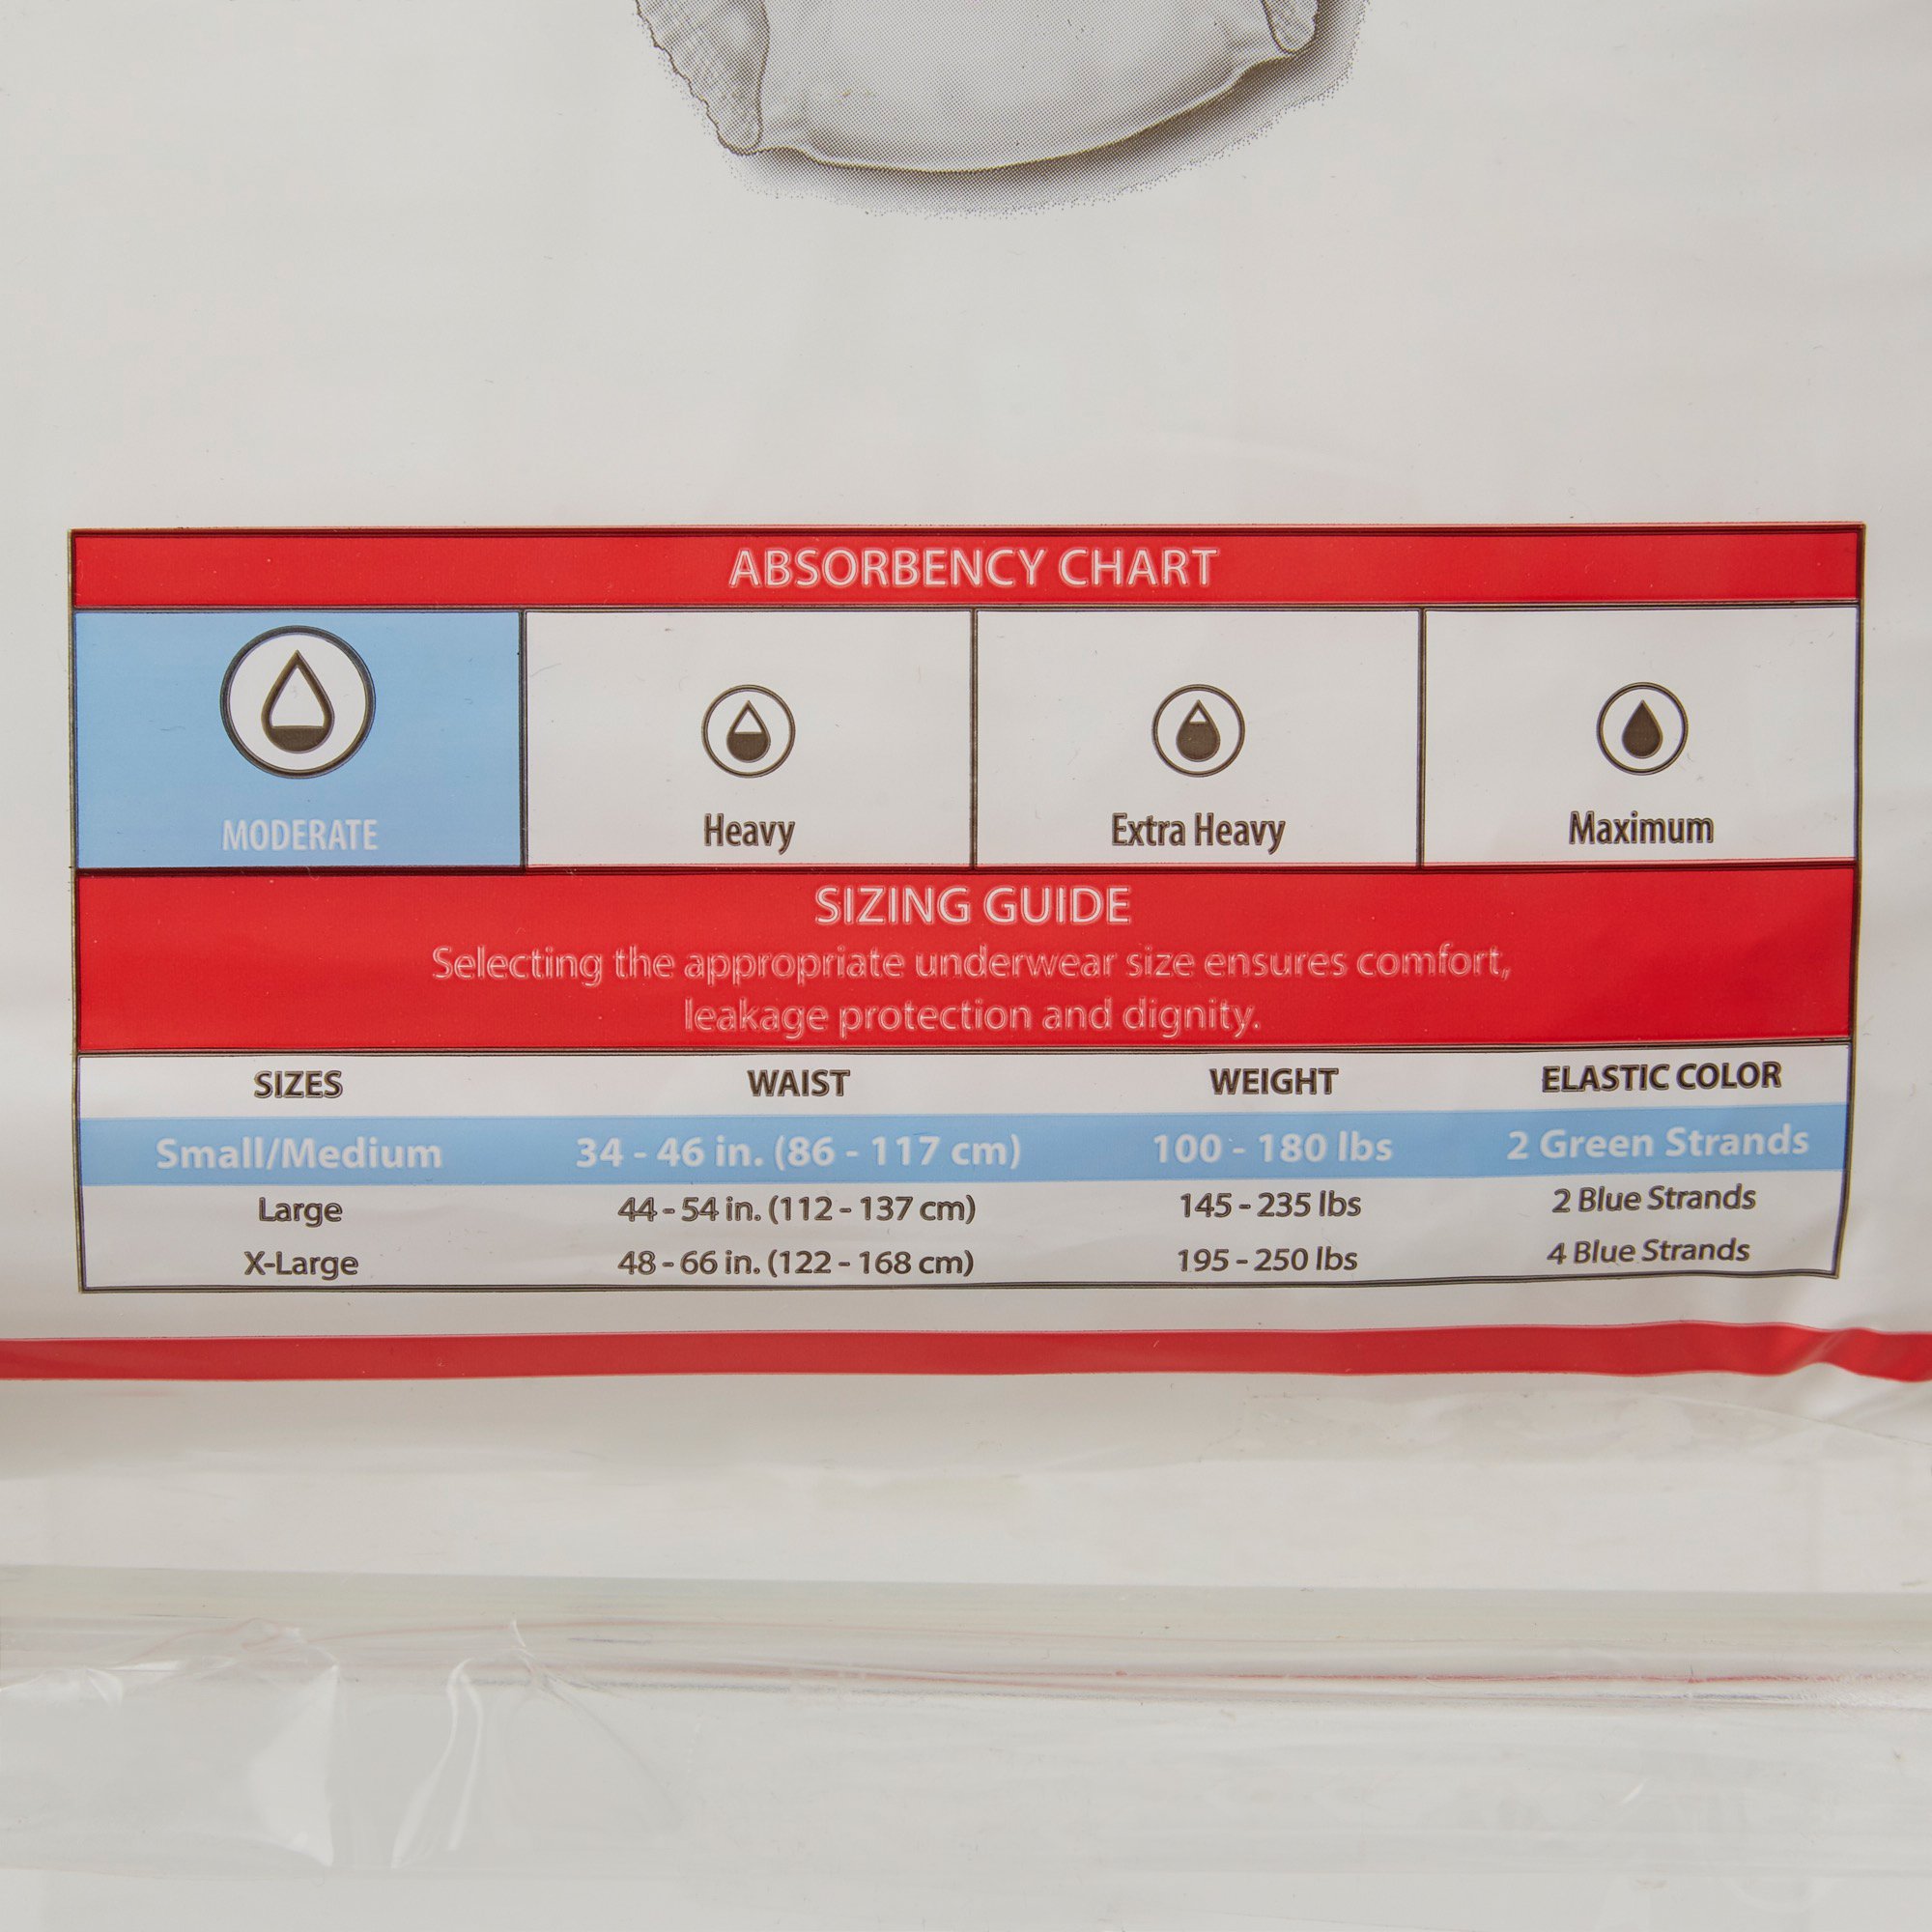 ABSORBENCY CHART
MODERATE Heavy Extra Heavy Maximum
SIZING GUIDE
Selecting the appropriate underwear size ensures comfort,
leakage protection and dignity.
SIZES WAIST WEIGHT ELASTIC COLOR
Small/Medium 34 - 46 in. (86 - 117 cm) 100 - 180 lbs 2 Green Strands
Large 44 - 54 in. (112 - 137 cm) 145 - 235 lbs 2 Blue Strands
X-Large 48 - 66 in. (122 - 168 cm) 195 - 250 lbs 4 Blue Strands